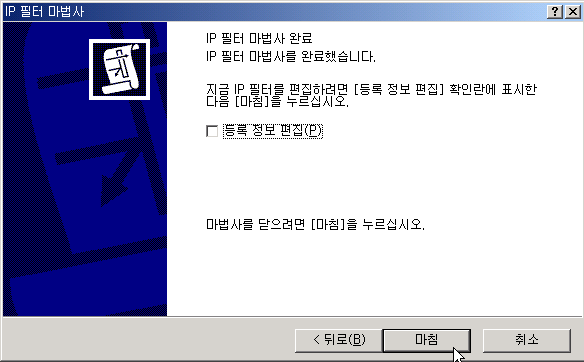 IP 필터 마법사
IP 필터 마법사 완료
IP 필터 마법사를 완료했습니다.
지금 IP 필터를 편집하려면 [등록 정보 편집] 확인란에 표시한
다음 [마침]을 누르십시오.
등록 정보 편집(P)
마법사를 닫으려면 [마침]을 누르십시오.
< 뒤로(B)
마침
취소